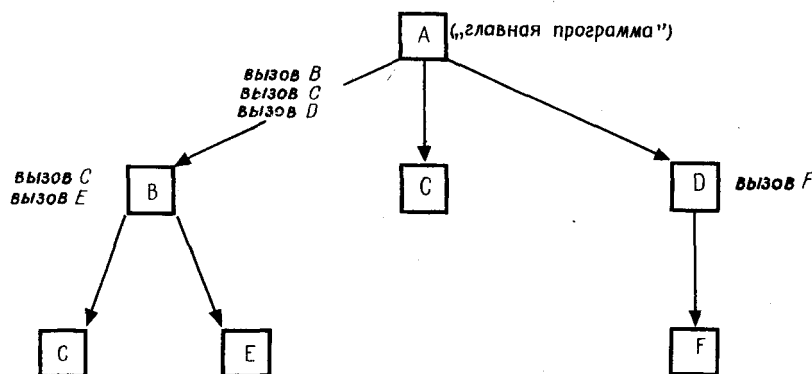 A
(„главная программа”)
вызов B
вызов C
вызов D
вызов C
вызов E
B
C
D
вызов F
C
E
F